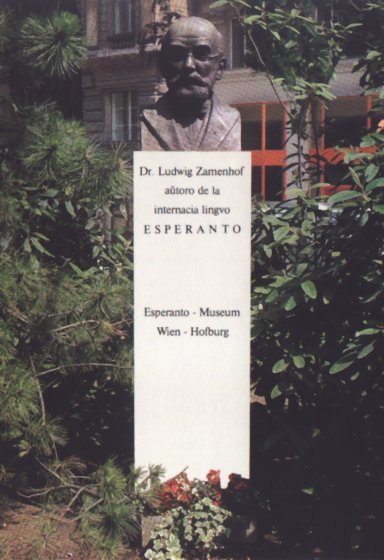 Dr. Ludwig Zamenhof
aŭtoro de la
internacia lingvo
ESPERANTO
Esperanto - Museum
Wien - Hofburg